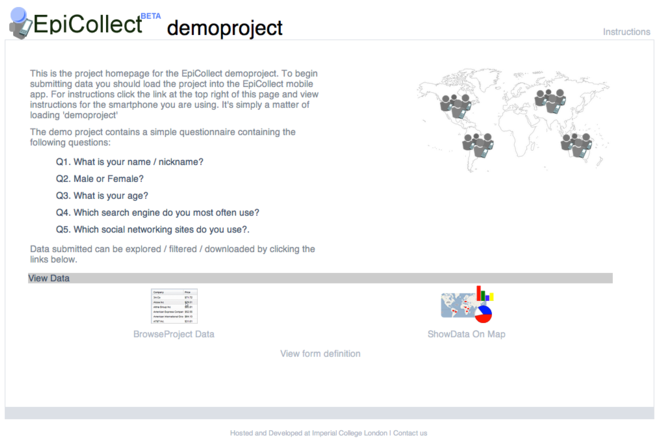 EpiCollect BETA demoproject
Instructions
This is the project homepage for the EpiCollect demoproject. To begin
submitting data you should load the project into the EpiCollect mobile
app. For instructions click the link at the top right of this page and view
instructions for the smartphone you are using. It's simply a matter of
loading 'demoproject'
The demo project contains a simple questionnaire containing the
following questions:
Q1. What is your name / nickname?
Q2. Male or Female?
Q3. What is your age?
Q4. Which search engine do you most often use?
Q5. Which social networking sites do you use?.
Data submitted can be explored / filtered / downloaded by clicking the
links below.
View Data
BrowseProject Data
ShowData On Map
View form definition
Hosted and Developed at Imperial College London I Contact us